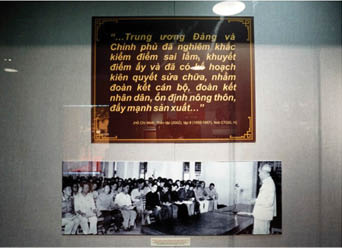 "...Trung ương Đảng và
Chính phủ đã nghiêm khắc
kiểm điểm sai lầm, khuyết
điểm ấy và đã có kế hoạch
kiên quyết sửa chữa, nhằm
đoàn kết cán bộ, đoàn kết
nhân dân, ổn định nông thôn,
đẩy mạnh sản xuất..."